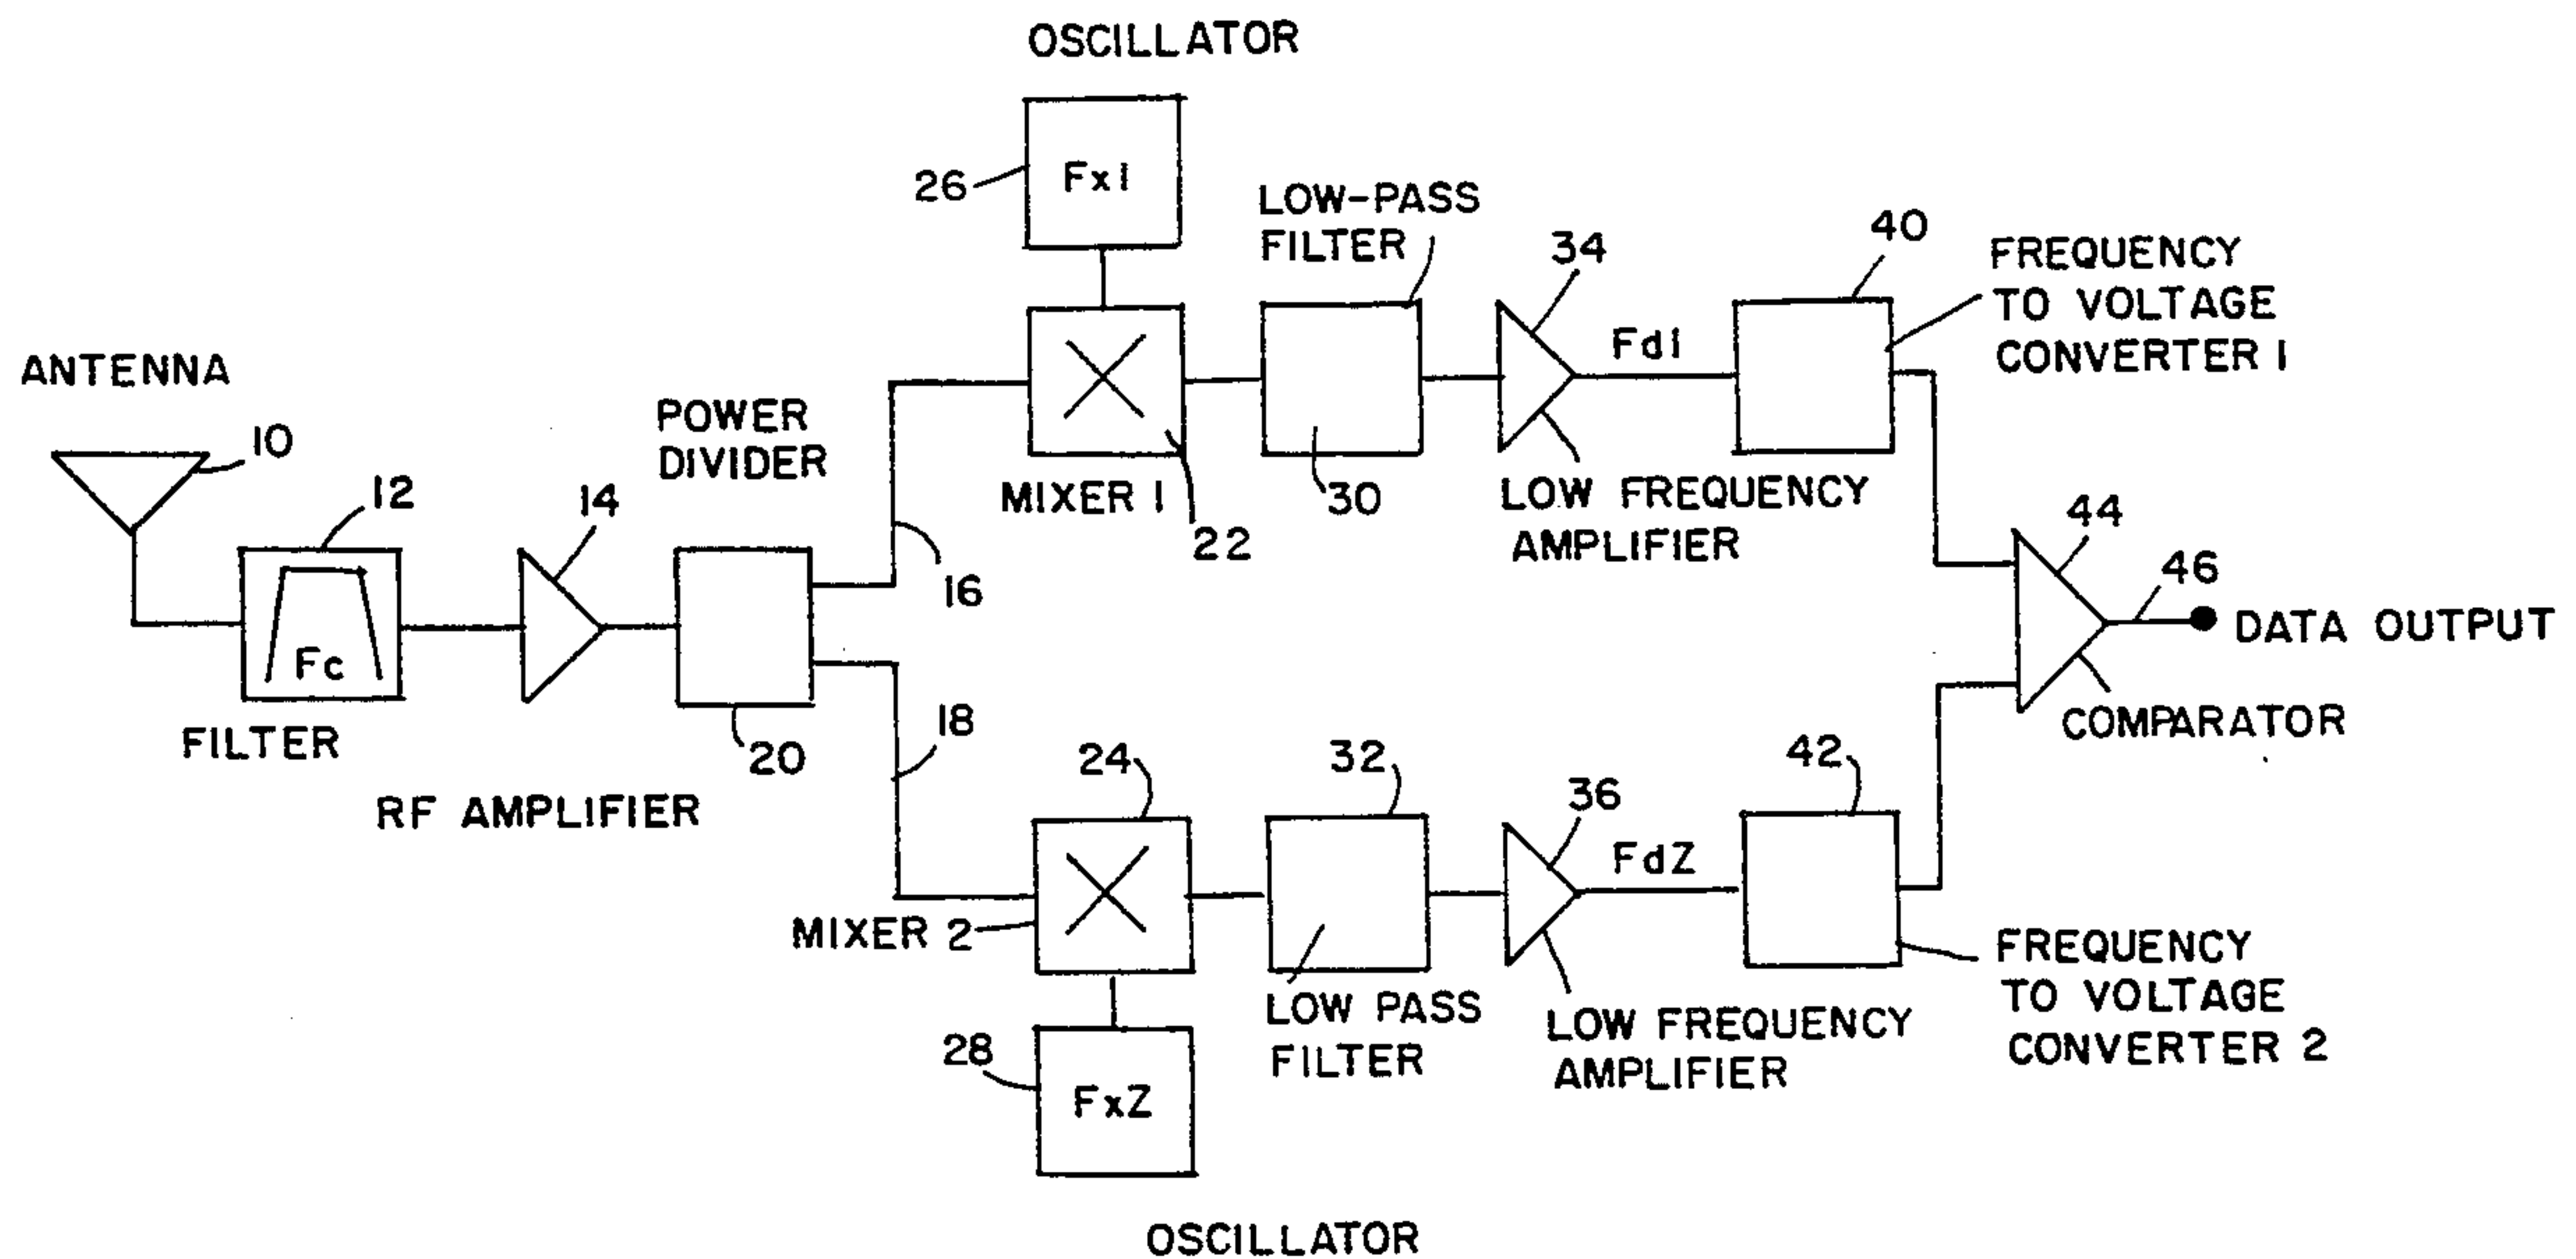 OSCILLATOR
Fx1
26
LOW-PASS
FILTER
34
40
FREQUENCY
TO VOLTAGE
CONVERTER 1
Fd1
ANTENNA
10
POWER
DIVIDER
12
14
MIXER 1
22
30
LOW FREQUENCY
AMPLIFIER
44
46
DATA OUTPUT
16
Fc
FILTER
RF AMPLIFIER
20
18
COMPARATOR
24
32
36
FdZ
42
MIXER 2
LOW PASS
FILTER
LOW FREQUENCY
AMPLIFIER
FREQUENCY
TO VOLTAGE
CONVERTER 2
28
FxZ
OSCILLATOR